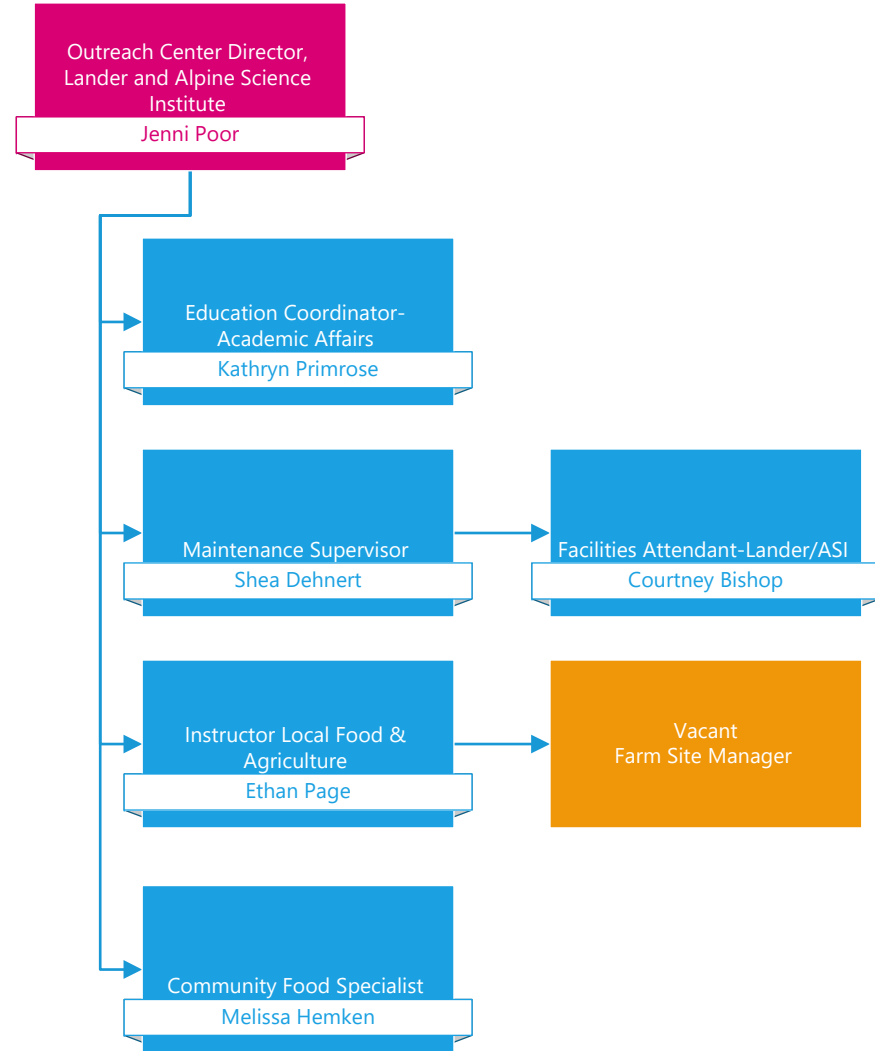 Outreach Center Director,
Lander and Alpine Science
Institute
Jenni Poor
Education Coordinator-
Academic Affairs
Kathryn Primrose
Maintenance Supervisor
Shea Dehnert
Facilities Attendant-Lander/ASI
Courtney Bishop
Instructor Local Food &
Agriculture
Ethan Page
Vacant
Farm Site Manager
Community Food Specialist
Melissa Hemken